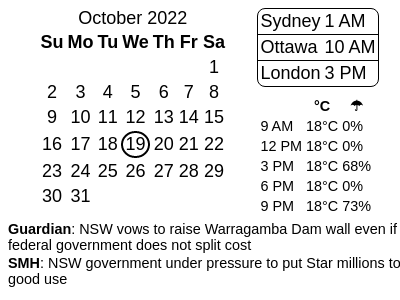 October 2022
Su Mo Tu We Th Fr Sa
1
2 3 4 5 6 7 8
9 10 11 12 13 14 15
16 17 18 19 20 21 22
23 24 25 26 27 28 29
30 31
Sydney 1 AM
Ottawa 10 AM
London 3 PM
°C ☂
9 AM 18°C 0%
12 PM 18°C 0%
3 PM 18°C 68%
6 PM 18°C 0%
9 PM 18°C 73%
Guardian: NSW vows to raise Warragamba Dam wall even if
federal government does not split cost
SMH: NSW government under pressure to put Star millions to
good use